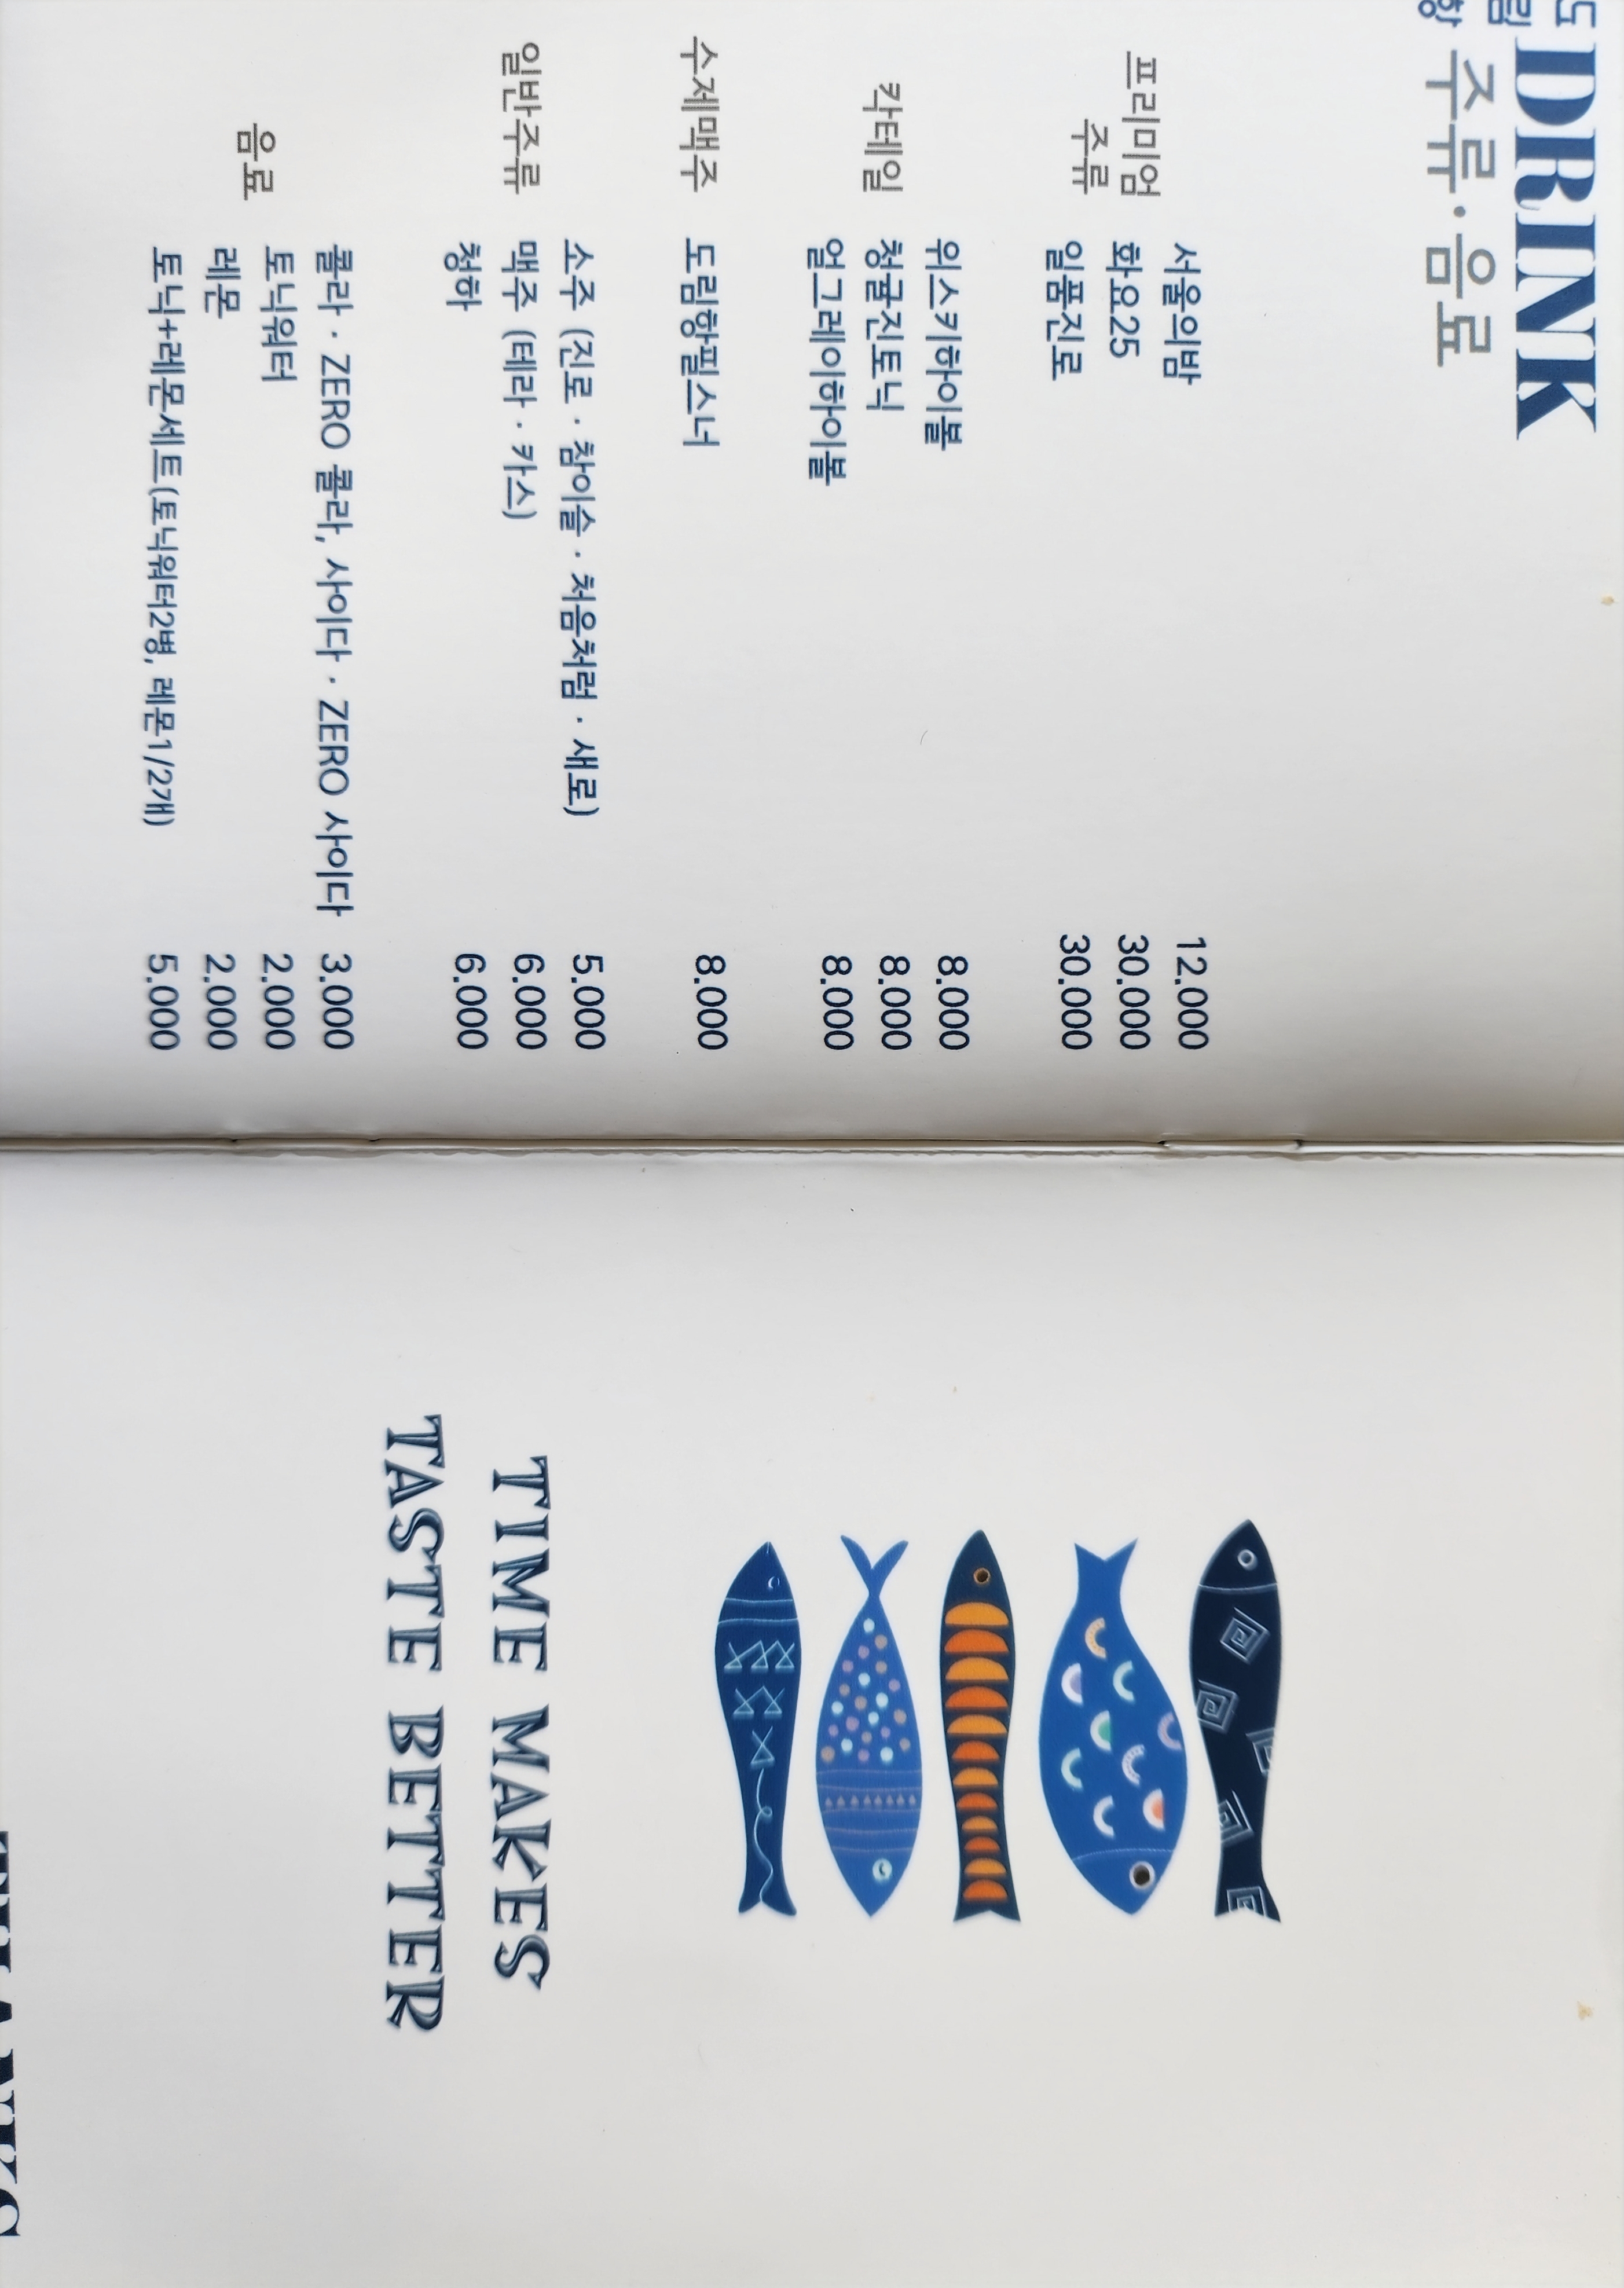 도림항
DRINK
주류·음료
프리미엄
주류
서울의밤 12.000
화요25 30.000
일품진로 30.000
칵테일
위스키하이볼 8.000
청귤진토닉 8.000
얼그레이하이볼 8.000
수제맥주
도림항필스너 8.000
일반주류
소주 (진로 · 참이슬 · 처음처럼 · 새로) 5.000
맥주 (테라 · 카스) 6.000
청하 6.000
음료
콜라 · ZERO 콜라, 사이다 · ZERO 사이다 3.000
토닉워터 2.000
레몬 2.000
토닉+레몬세트(토닉워터2병, 레몬1/2개) 5.000
TIME MAKES
TASTE BETTER